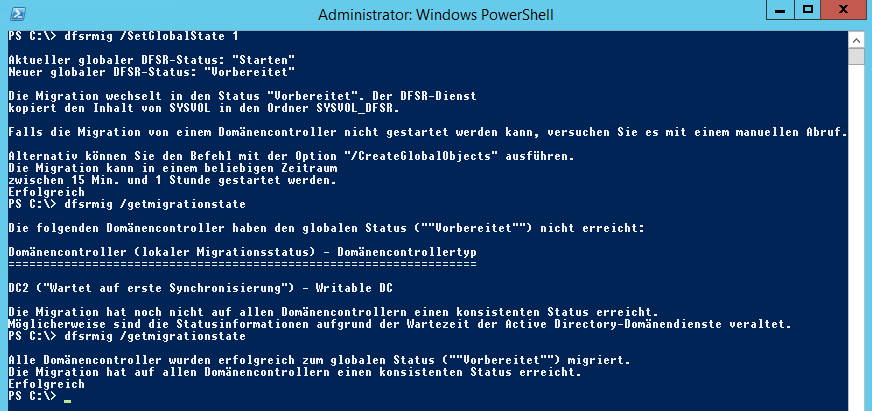 Administrator: Windows PowerShell
PS C:\> dfsrmig /SetGlobalState 1
Aktueller globaler DFSR-Status: "Starten"
Neuer globaler DFSR-Status: "Vorbereitet"
Die Migration wechselt in den Status "Vorbereitet". Der DFSR-Dienst
kopiert den Inhalt von SYSVOL in den Ordner SYSVOL_DFSR.
Falls die Migration von einem Domänencontroller nicht gestartet werden kann, versuchen Sie es mit einem manuellen Abruf.
Alternativ können Sie den Befehl mit der Option "/CreateGlobalObjects" ausführen.
Die Migration kann in einem beliebigen Zeitraum
zwischen 15 Min. und 1 Stunde gestartet werden.
Erfolgreich
PS C:\> dfsrmig /getmigrationstate
Die folgenden Domänencontroller haben den globalen Status (""Vorbereitet"") nicht erreicht:
Domänencontroller (lokaler Migrationsstatus) - Domänencontrollertyp
===================================================================
DC2 ("Wartet auf erste Synchronisierung") - Writable DC
Die Migration hat noch nicht auf allen Domänencontrollern einen konsistenten Status erreicht.
Möglicherweise sind die Statusinformationen aufgrund der Wartezeit der Active Directory-Domänendienste veraltet.
PS C:\> dfsrmig /getmigrationstate
Alle Domänencontroller wurden erfolgreich zum globalen Status (""Vorbereitet"") migriert.
Die Migration hat auf allen Domänencontrollern einen konsistenten Status erreicht.
Erfolgreich
PS C:\> _